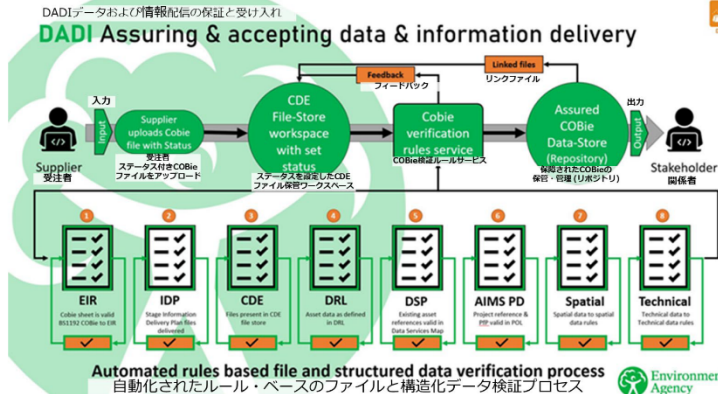 DADIデータおよび情報配信の保証と受け入れ
DADI Assuring & accepting data & information delivery
Linked files
リンクファイル
Feedback
フィードバック
入力
Input
Supplier
受注者
Supplier
uploads Cobie
file with Status
受注者
ステータス付きCOBie
ファイルをアップロード
CDE
File-Store
workspace
with set
status
ステータスを設定したCDE
ファイル保管ワークスペース
Cobie
verification
rules service
COBie検証ルールサービス
Assured
COBie
Data-Store
(Repository)
保障されたCOBieの
保管・管理(リポジトリ)
出力
Output
Stakeholder
関係者
1
EIR
Cobie sheet is valid
BS1192 COBie to EIR
2
IDP
Stage Information
Delivery Plan files
delivered
3
CDE
Files present in CDE
file store
4
DRL
Asset data as defined
in DRL
5
DSP
Existing asset
references valid in
Data Services Map
6
AIMS PD
Project reference &
PIP valid in POL
7
Spatial
Spatial data to spatial
data rules
8
Technical
Technical data to
Technical data rules
Automated rules based file and structured data verification process
自動化されたルール・ベースのファイルと構造化データ検証プロセス
Environment
Agency